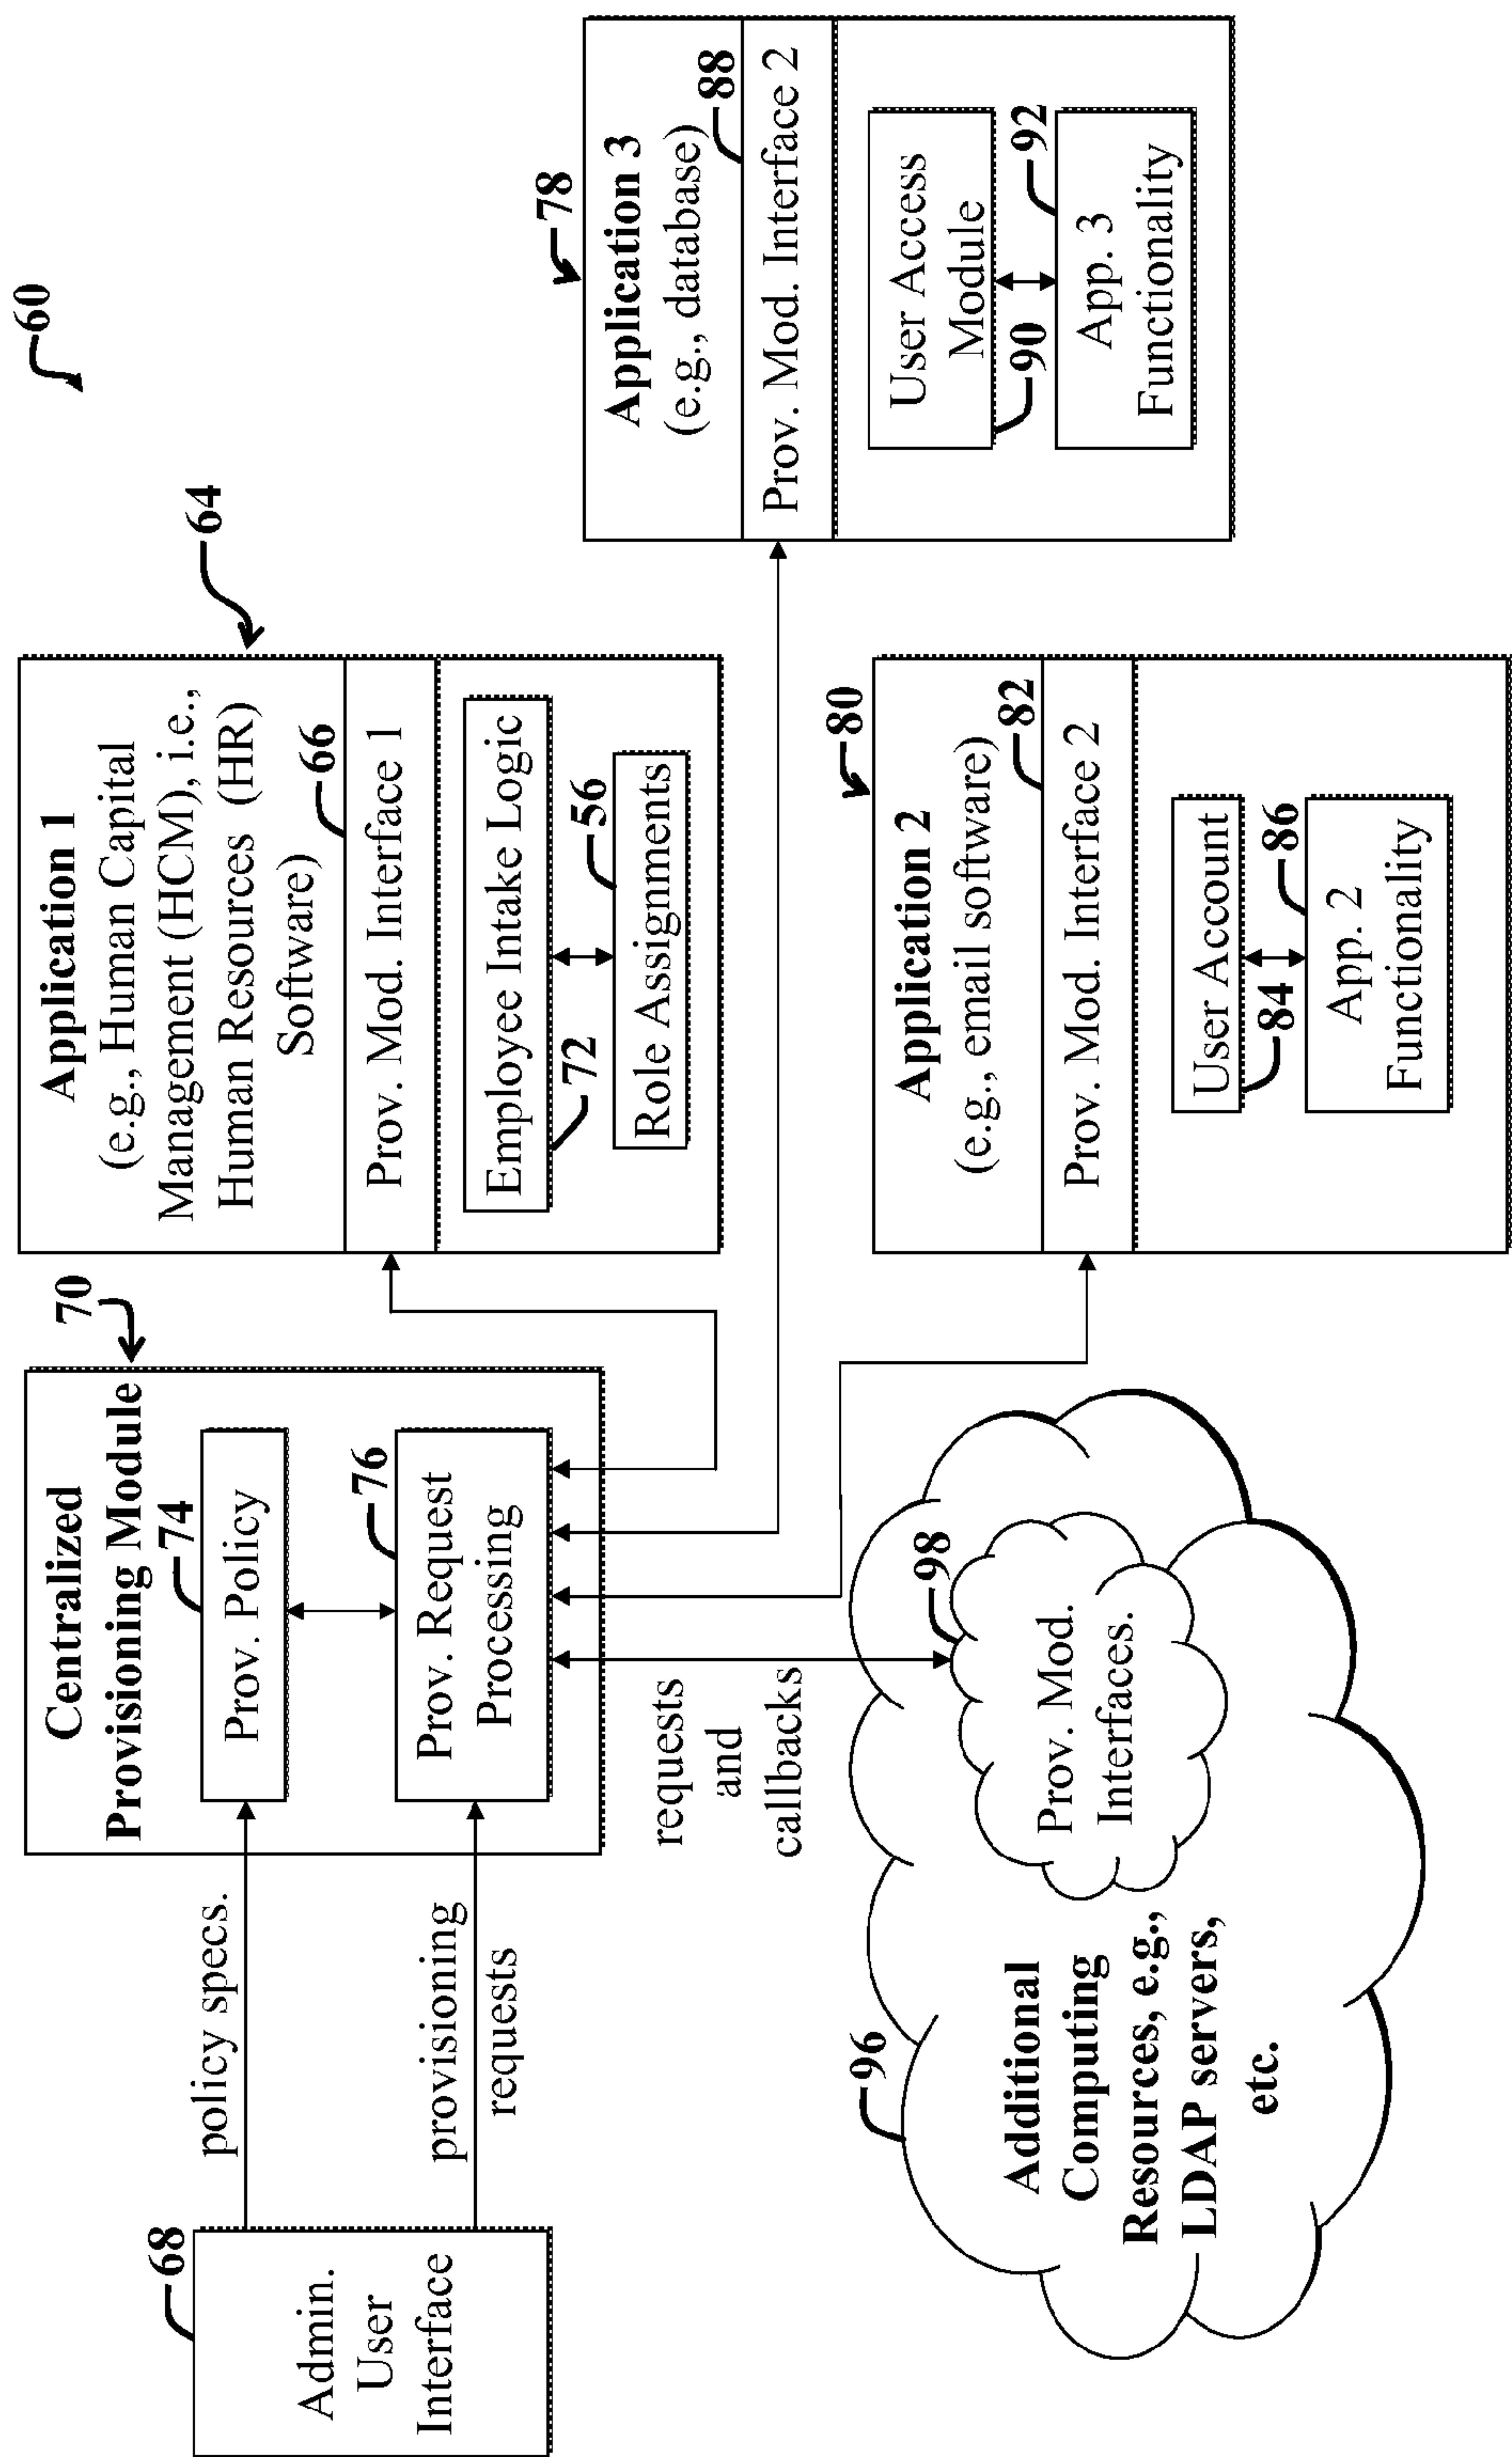 60
68
Admin.
User
Interface
policy specs.
provisioning
requests
70
Centralized
Provisioning Module
74
Prov. Policy
76
Prov. Request
Processing
requests
and
callbacks
64
Application 1
(e.g., Human Capital
Management (HCM), i.e.,
Human Resources (HR)
Software)
66
Prov. Mod. Interface 1
Employee Intake Logic
72
56
Role Assignments
78
Application 3
(e.g., database)
88
Prov. Mod. Interface 2
User Access
Module
90
92
App. 3
Functionality
80
Application 2
(e.g., email software)
82
Prov. Mod. Interface 2
User Account
84
86
App. 2
Functionality
96
Additional
Computing
Resources, e.g.,
LDAP servers,
etc.
98
Prov. Mod.
Interfaces.